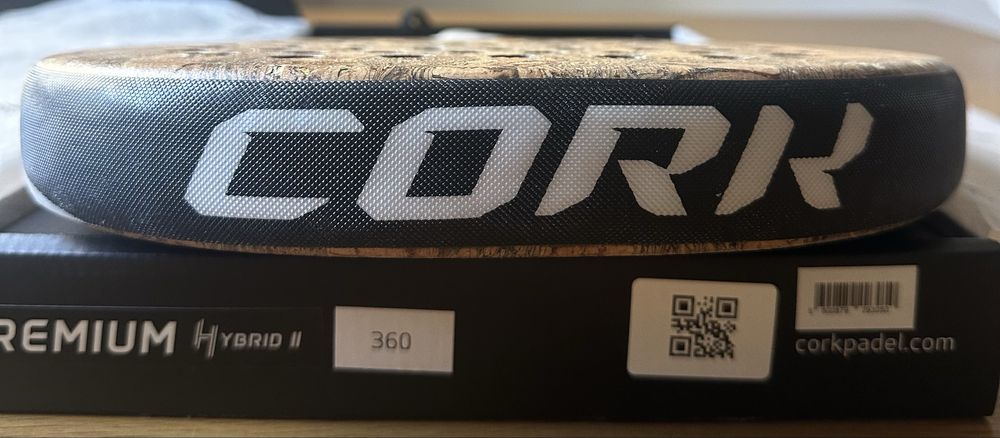 CORK
REMIUM HYBRID II
360
corkpadel.com